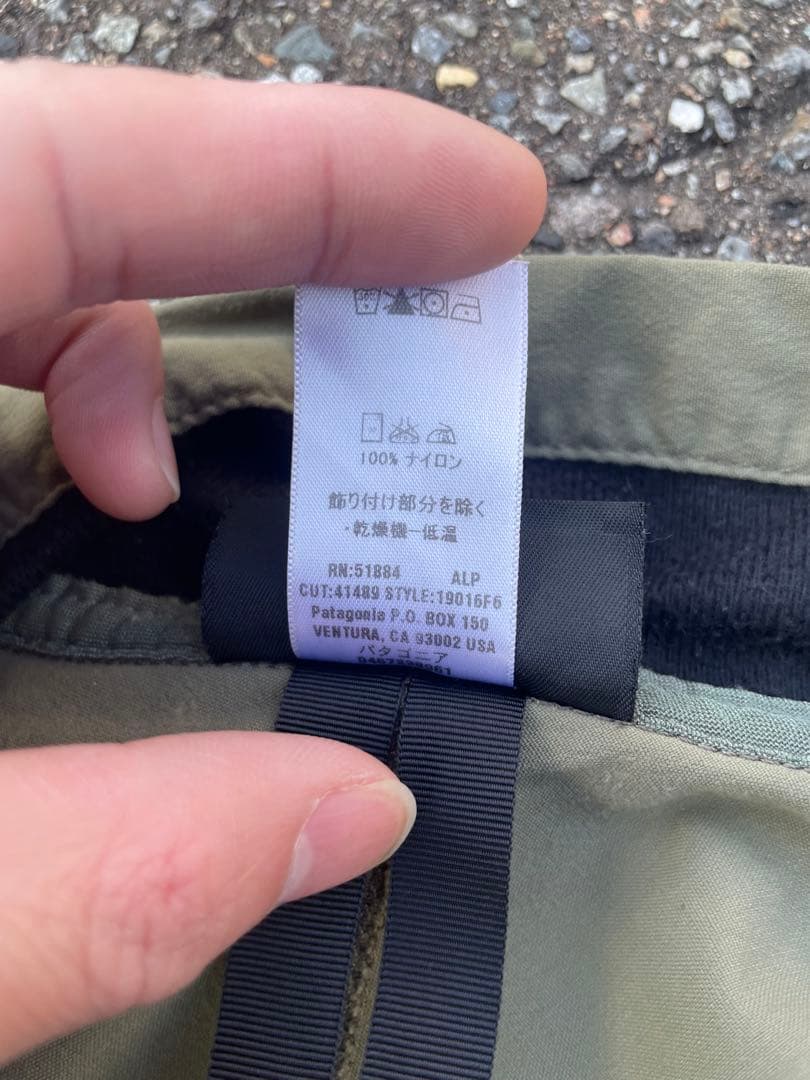 100% ナイロン
飾り付け部分を除く
・乾燥機−低温
RN:51884 ALP
CUT:41489 STYLE:19016F6
Patagonia P.O. BOX 150
VENTURA, CA 93002 USA
パタゴニア